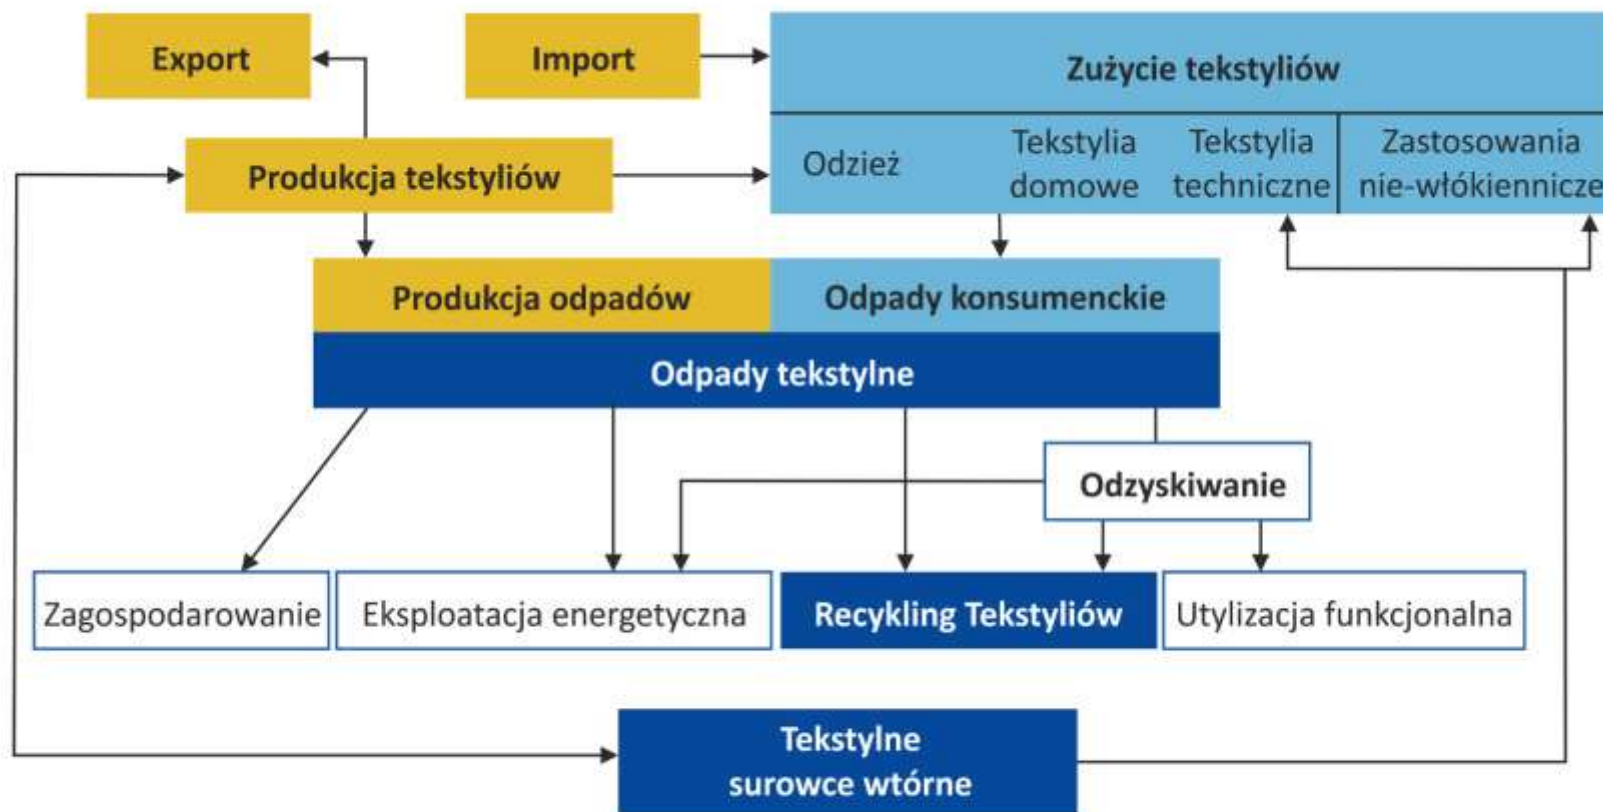 Export
Import
Zużycie tekstyliów
Produkcja tekstyliów
Odzież
Tekstylia
domowe
Tekstylia
techniczne
Zastosowania
nie-włókiennicze
Produkcja odpadów
Odpady konsumenckie
Odpady tekstylne
Odzyskiwanie
Zagospodarowanie
Eksploatacja energetyczna
Recykling Tekstyliów
Utylizacja funkcjonalna
Tekstylne
surowce wtórne